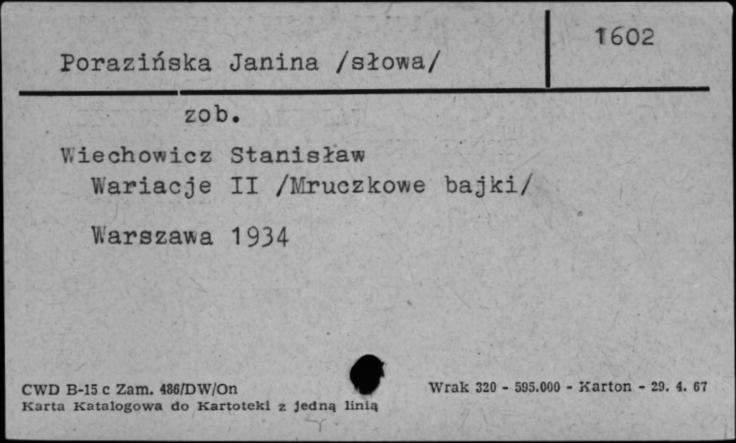 Porazińska Janina /słowa/
1602
zob.
Wiechowicz Stanisław
Wariacje II /Mruczkowe bajki/
Warszawa 1934
CWD B-15 c Zam. 486/DW/On
Wrak 320 - 595.000 - Karton - 29. 4. 67
Karta Katalogowa do Kartoteki z jedną linią